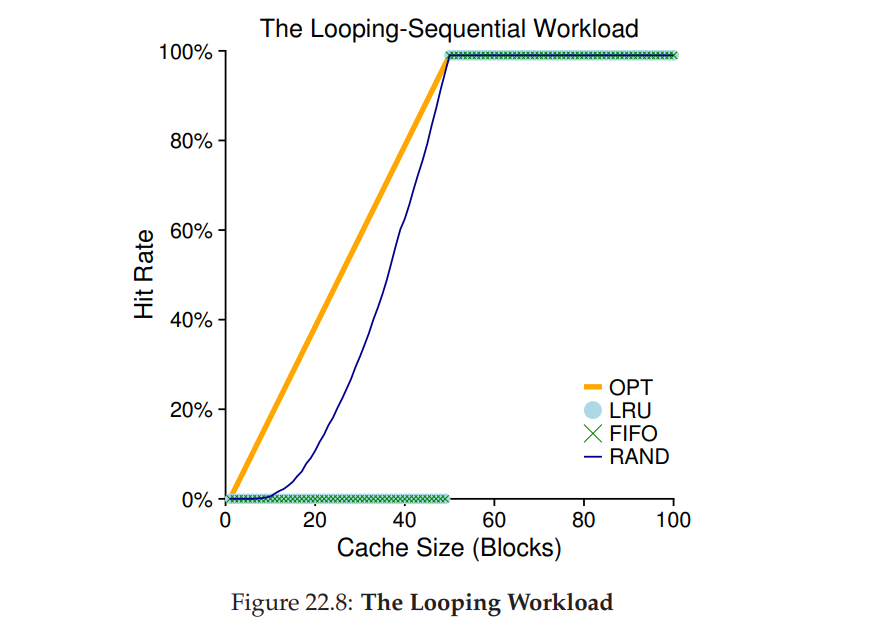 The Looping-Sequential Workload
100%
80%
60%
40%
20%
0%
Hit Rate
OPT
LRU
FIFO
RAND
0 20 40 60 80 100
Cache Size (Blocks)
Figure 22.8: The Looping Workload